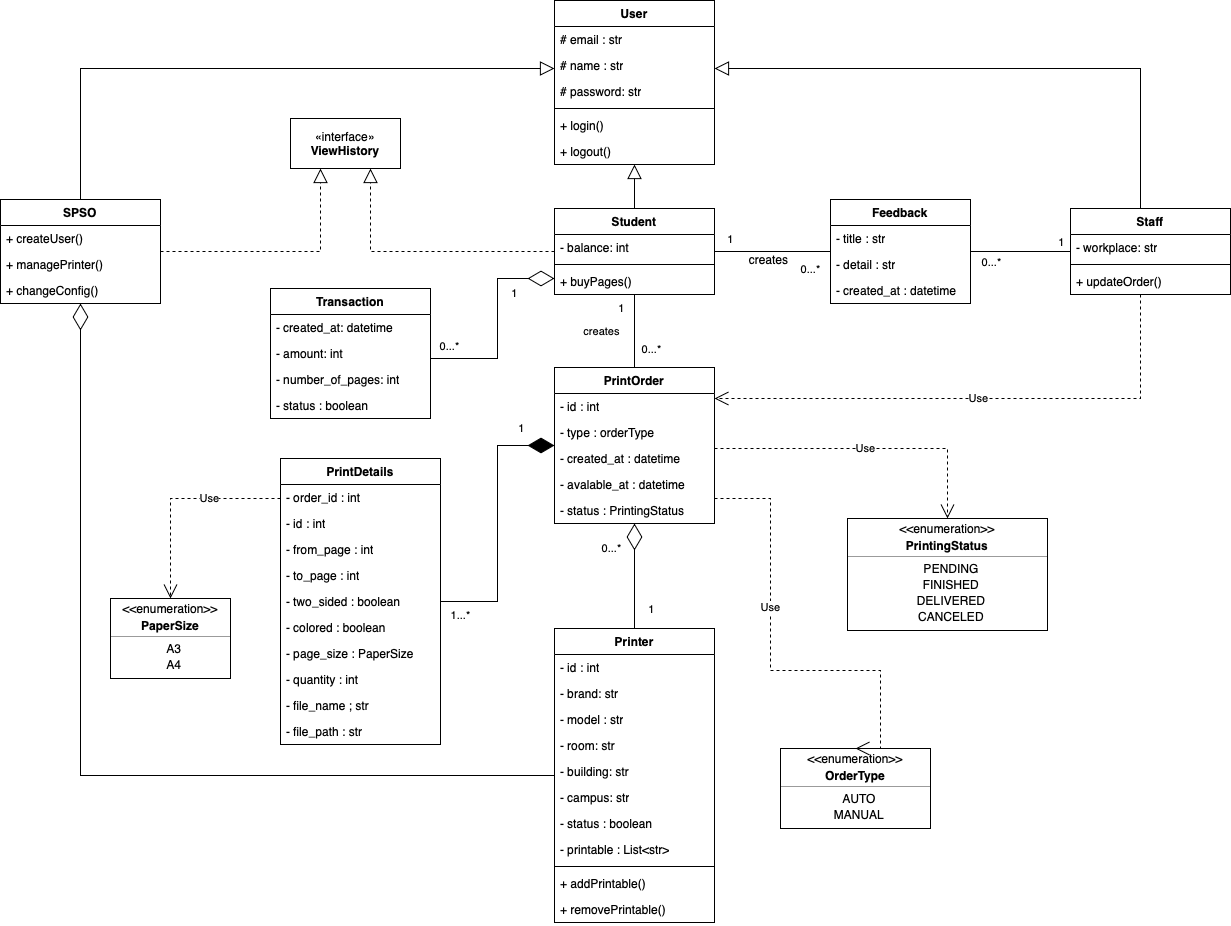 User
# email : str
# name : str
# password: str
+ login()
+ logout()
«interface»
ViewHistory
SPSO
+ createUser()
+ managePrinter()
+ changeConfig()
Student
- balance: int
+ buyPages()
Feedback
- title : str
- detail : str
- created_at : datetime
Staff
- workplace: str
+ updateOrder()
1
creates
0...*
1
0...*
Transaction
- created_at: datetime
- amount: int
- number_of_pages: int
- status : boolean
1
0...*
1
creates
0...*
PrintOrder
- id : int
- type : orderType
- created_at : datetime
- avalable_at : datetime
- status : PrintingStatus
Use
Use
1
1...*
PrintDetails
- order_id : int
- id : int
- from_page : int
- to_page : int
- two_sided : boolean
- colored : boolean
- page_size : PaperSize
- quantity : int
- file_name ; str
- file_path : str
Use
<<enumeration>>
PaperSize
A3
A4
<<enumeration>>
PrintingStatus
PENDING
FINISHED
DELIVERED
CANCELED
0...*
1
Use
Printer
- id : int
- brand: str
- model : str
- room: str
- building: str
- campus: str
- status : boolean
- printable : List<str>
+ addPrintable()
+ removePrintable()
<<enumeration>>
OrderType
AUTO
MANUAL